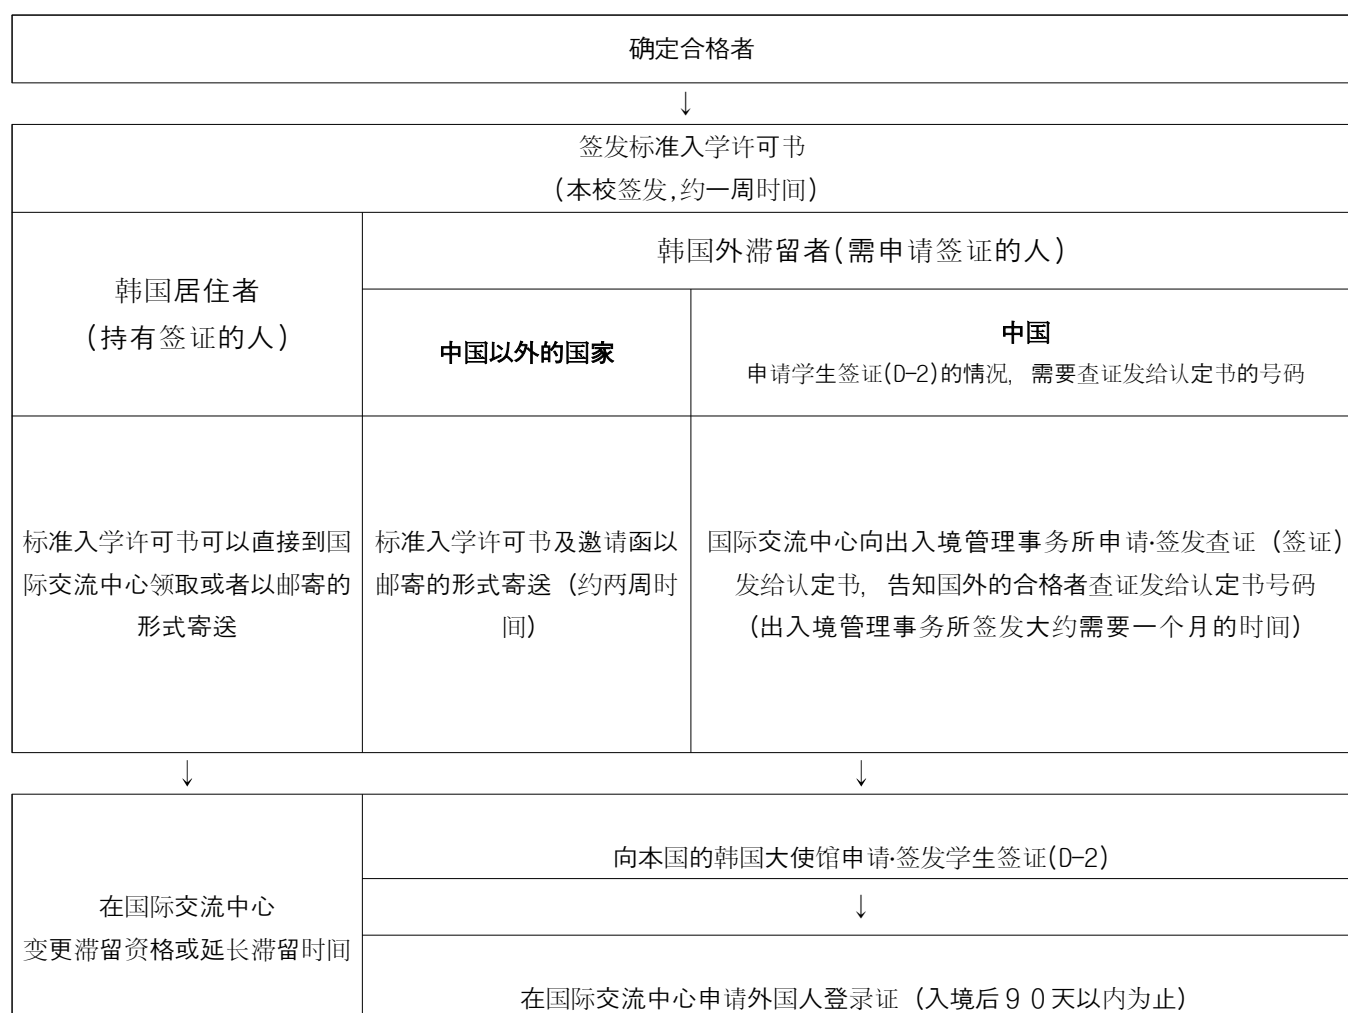 确定合格者
↓
签发标准入学许可书
(本校签发,约一周时间)
韩国居住者
(持有签证的人)
韩国外滞留者(需申请签证的人)
中国以外的国家
中国
申请学生签证(D-2)的情况, 需要查证发给认定书的号码
标准入学许可书可以直接到国
际交流中心领取或者以邮寄的
形式寄送
标准入学许可书及邀请函以
邮寄的形式寄送 (约两周时
间)
国际交流中心向出入境管理事务所申请·签发查证 (签证)
发给认定书, 告知国外的合格者查证发给认定书号码
(出入境管理事务所签发大约需要一个月的时间)
↓
↓
在国际交流中心
变更滞留资格或延长滞留时间
向本国的韩国大使馆申请·签发学生签证(D-2)
↓
在国际交流中心申请外国人登录证 (入境后９０天以内为止)